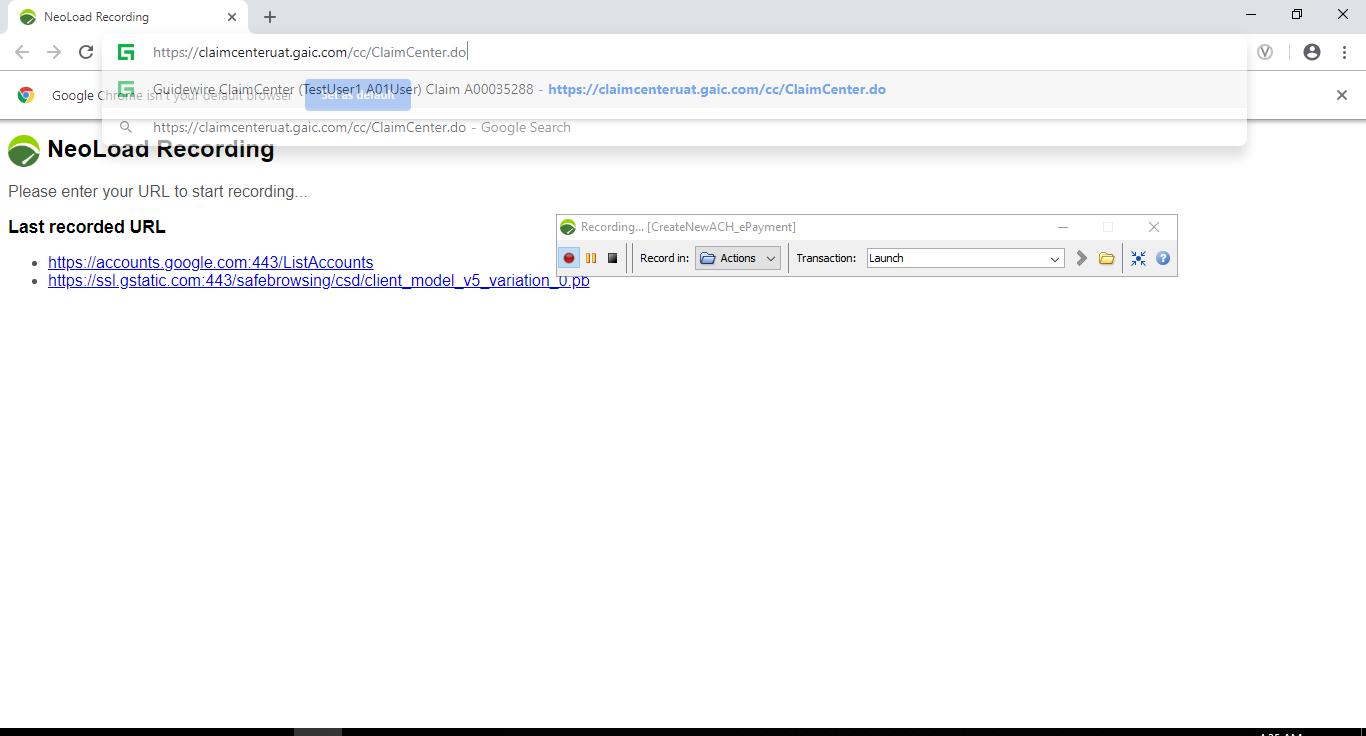 NeoLoad Recording
https://claimcenteruat.gaic.com/cc/ClaimCenter.do
Guidewire ClaimCenter (TestUser1 A01User) Claim A00035288 - https://claimcenteruat.gaic.com/cc/ClaimCenter.do
Google Chrome isn't your default browser Set as default
https://claimcenteruat.gaic.com/cc/ClaimCenter.do - Google Search
NeoLoad Recording
Please enter your URL to start recording...
Last recorded URL
Recording... [CreateNewACH_ePayment]
Record in: Actions Transaction: Launch
https://accounts.google.com:443/ListAccounts
https://ssl.gstatic.com:443/safebrowsing/csd/client_model_v5_variation_0.pb